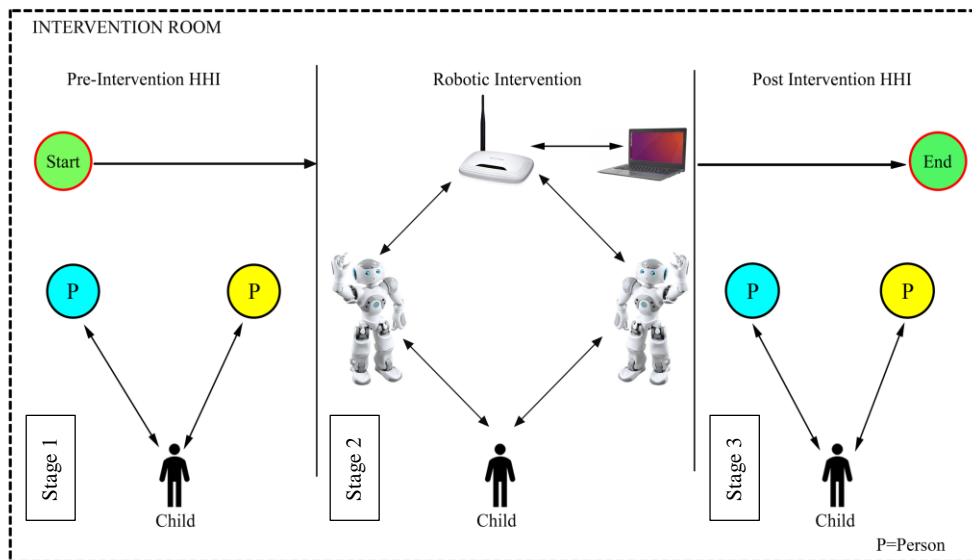 INTERVENTION ROOM
Pre-Intervention HHI
Robotic Intervention
Post Intervention HHI
Start
End
P
P
P
P
Stage 1
Stage 2
Stage 3
Child
Child
Child
P=Person